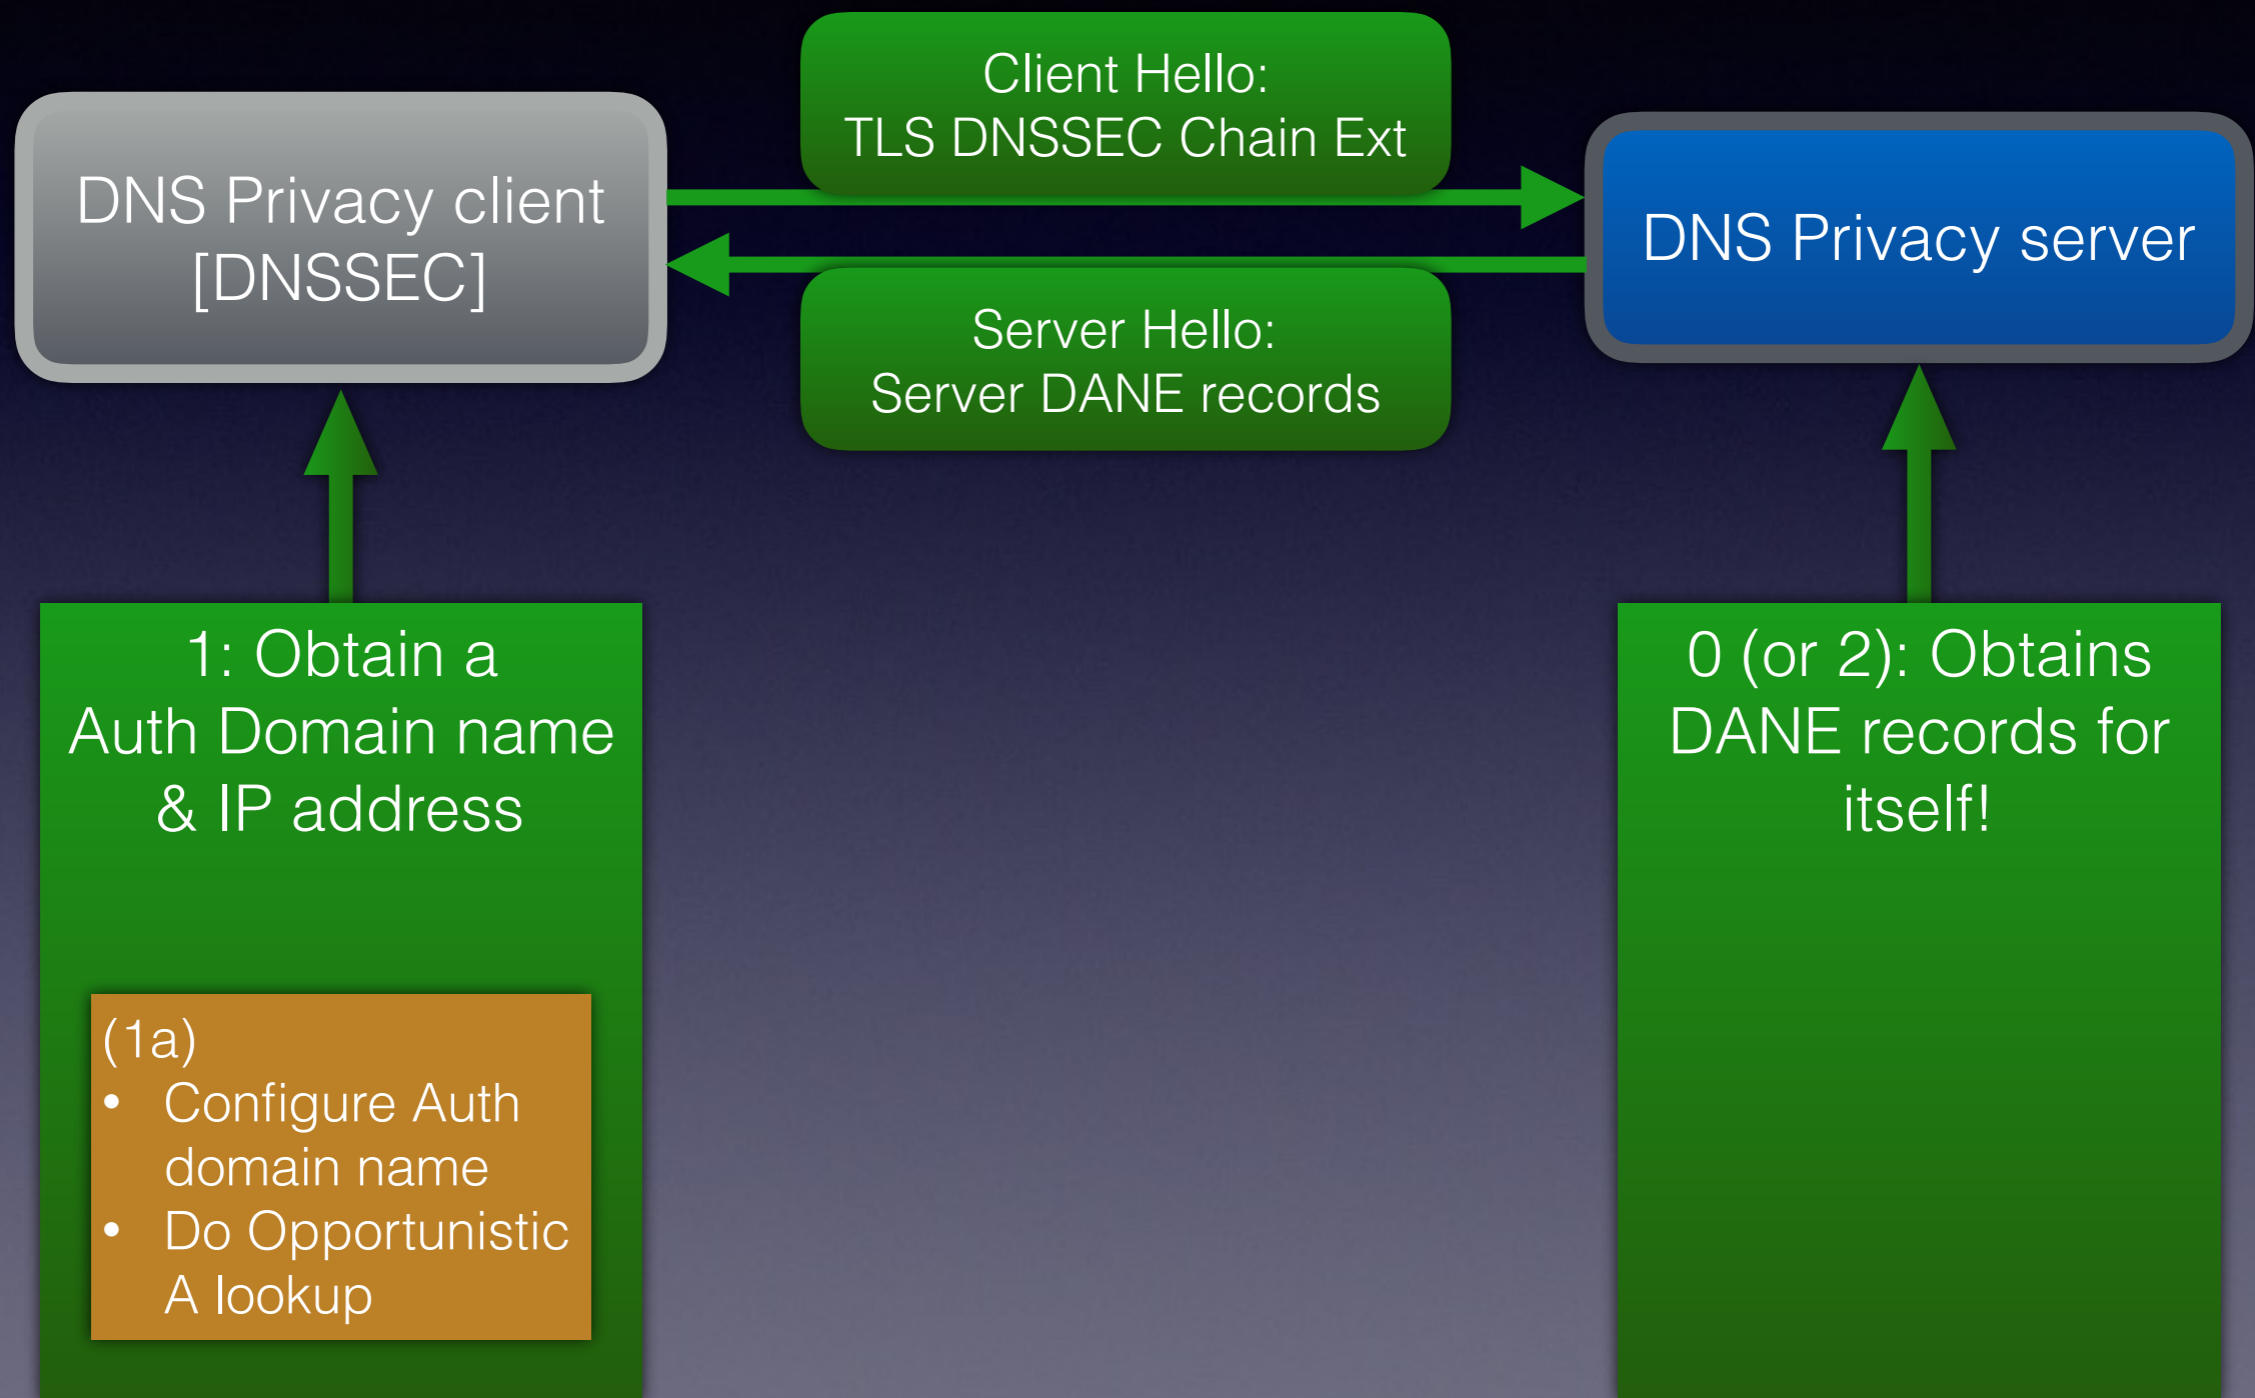 Client Hello:
TLS DNSSEC Chain Ext
DNS Privacy client
[DNSSEC]
DNS Privacy server
Server Hello:
Server DANE records
1: Obtain a
Auth Domain name
& IP address
(1a)
• Configure Auth
domain name
• Do Opportunistic
A lookup
0 (or 2): Obtains
DANE records for
itself!